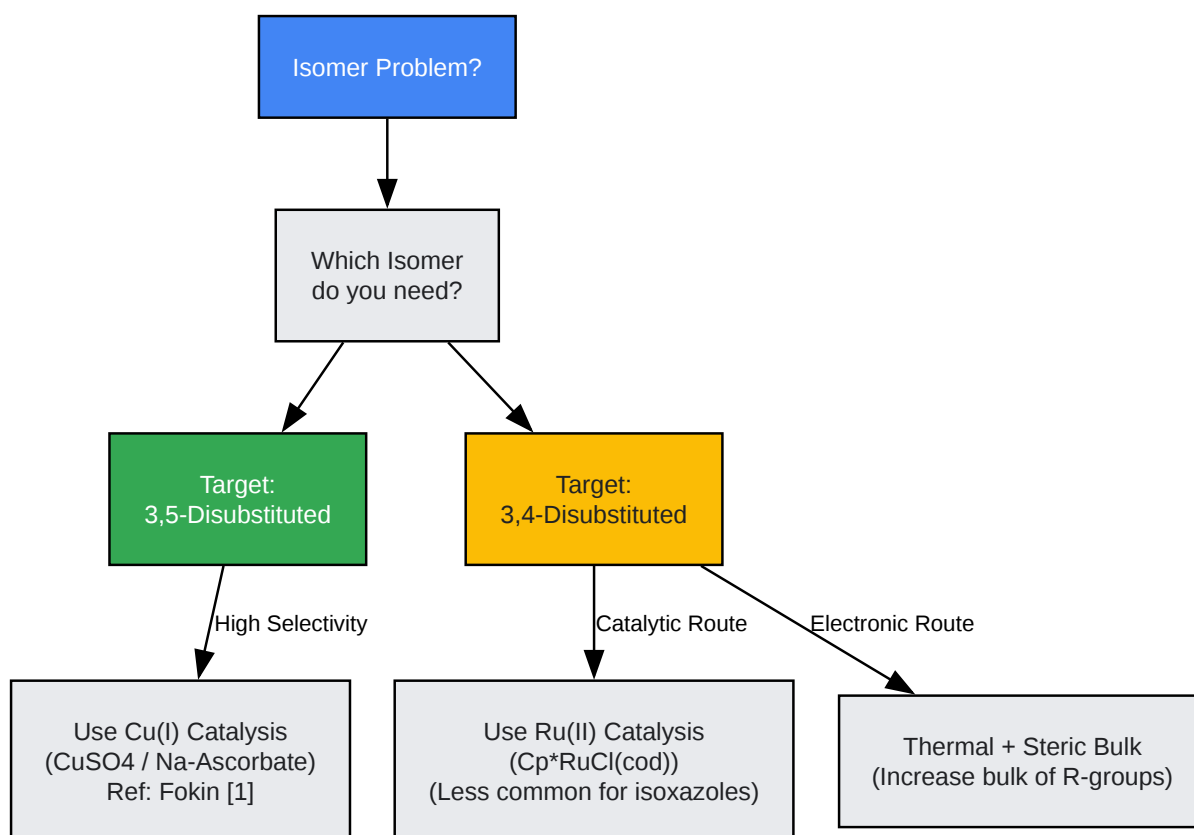 Isomer Problem?
Which Isomer
do you need?
Target:
3,5-Disubstituted
Target:
3,4-Disubstituted
High Selectivity
Catalytic Route
Electronic Route
Use Cu(I) Catalysis
(CuSO4 / Na-Ascorbate)
Ref: Fokin [1]
Use Ru(II) Catalysis
(Cp*RuCl(cod))
(Less common for isoxazoles)
Thermal + Steric Bulk
(Increase bulk of R-groups)